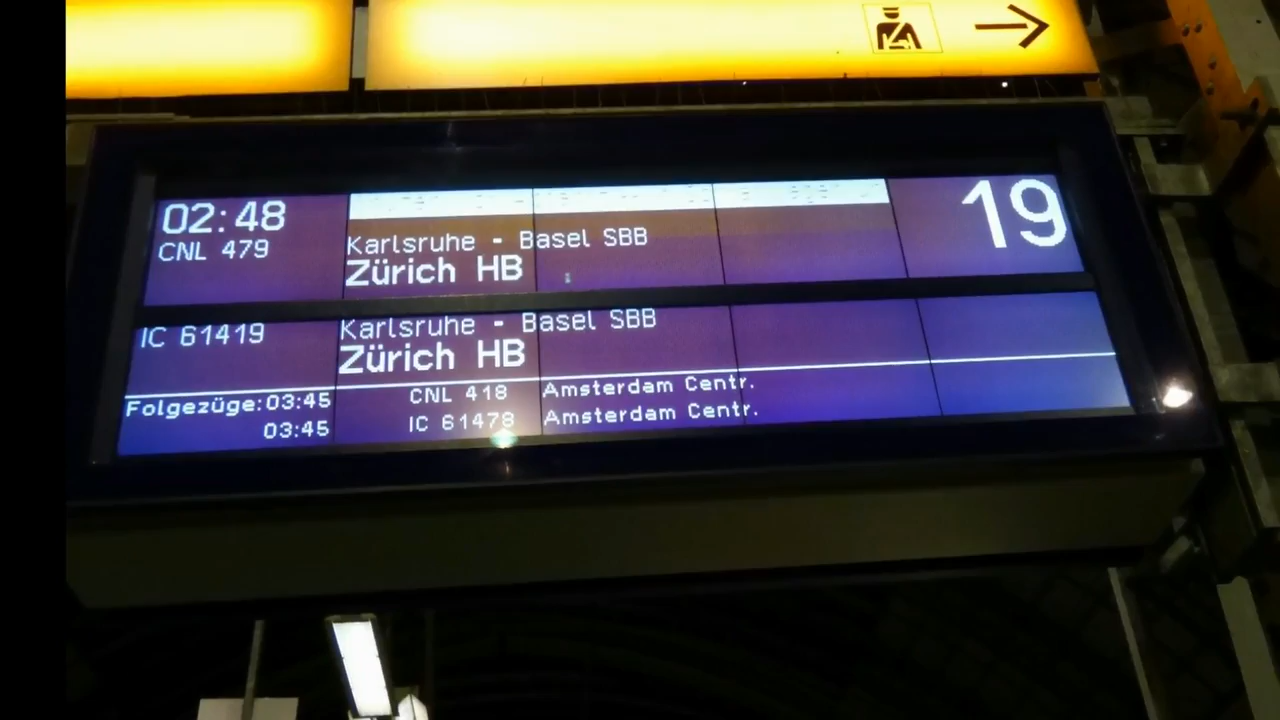 02:48
CNL 479
Karlsruhe - Basel SBB
Zürich HB
19
IC 61419
Karlsruhe - Basel SBB
Zürich HB
Folgezüge:03:45 CNL 418 Amsterdam Centr.
03:45 IC 61478 Amsterdam Centr.